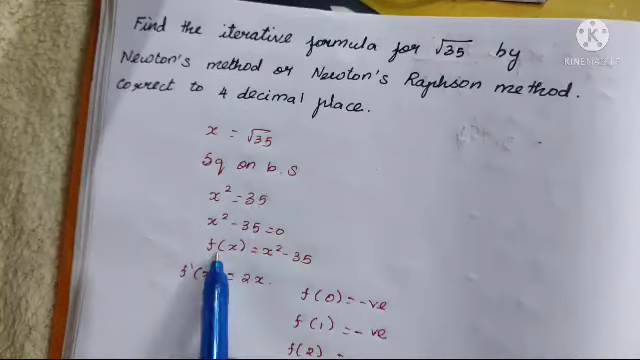 Find the iterative formula for √35 by
Newton's method or Newton's Raphson method.
correct to 4 decimal place.
x = √35
Sq on b.s
x² = 35
x² - 35 = 0
f(x) = x² - 35
f'(x) = 2x.
f(0) = -ve
f(1) = -ve
f(2) =